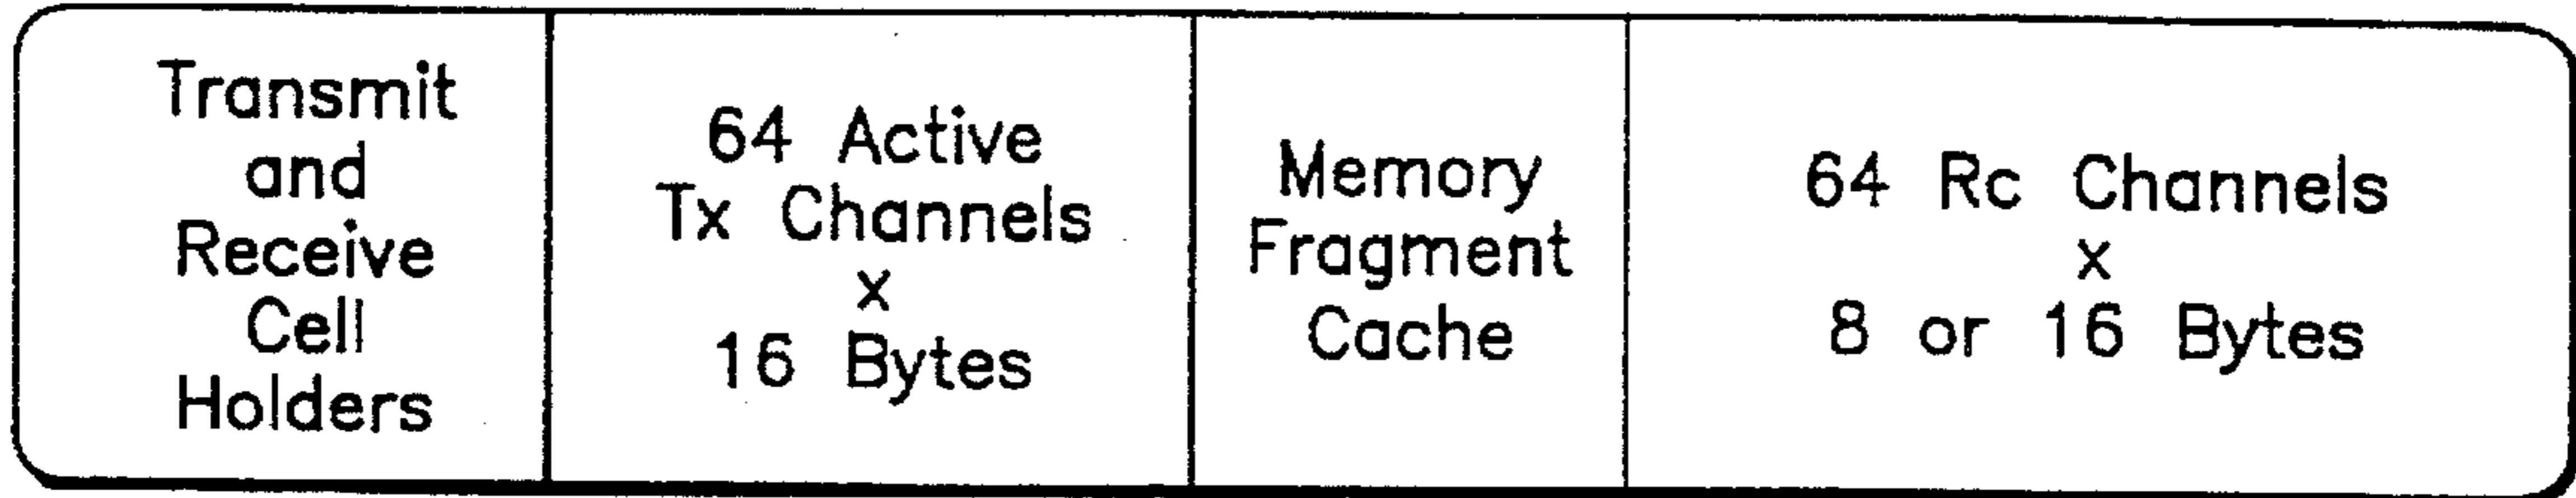 Transmit
and
Receive
Cell
Holders
64 Active
Tx Channels
x
16 Bytes
Memory
Fragment
Cache
64 Rc Channels
x
8 or 16 Bytes